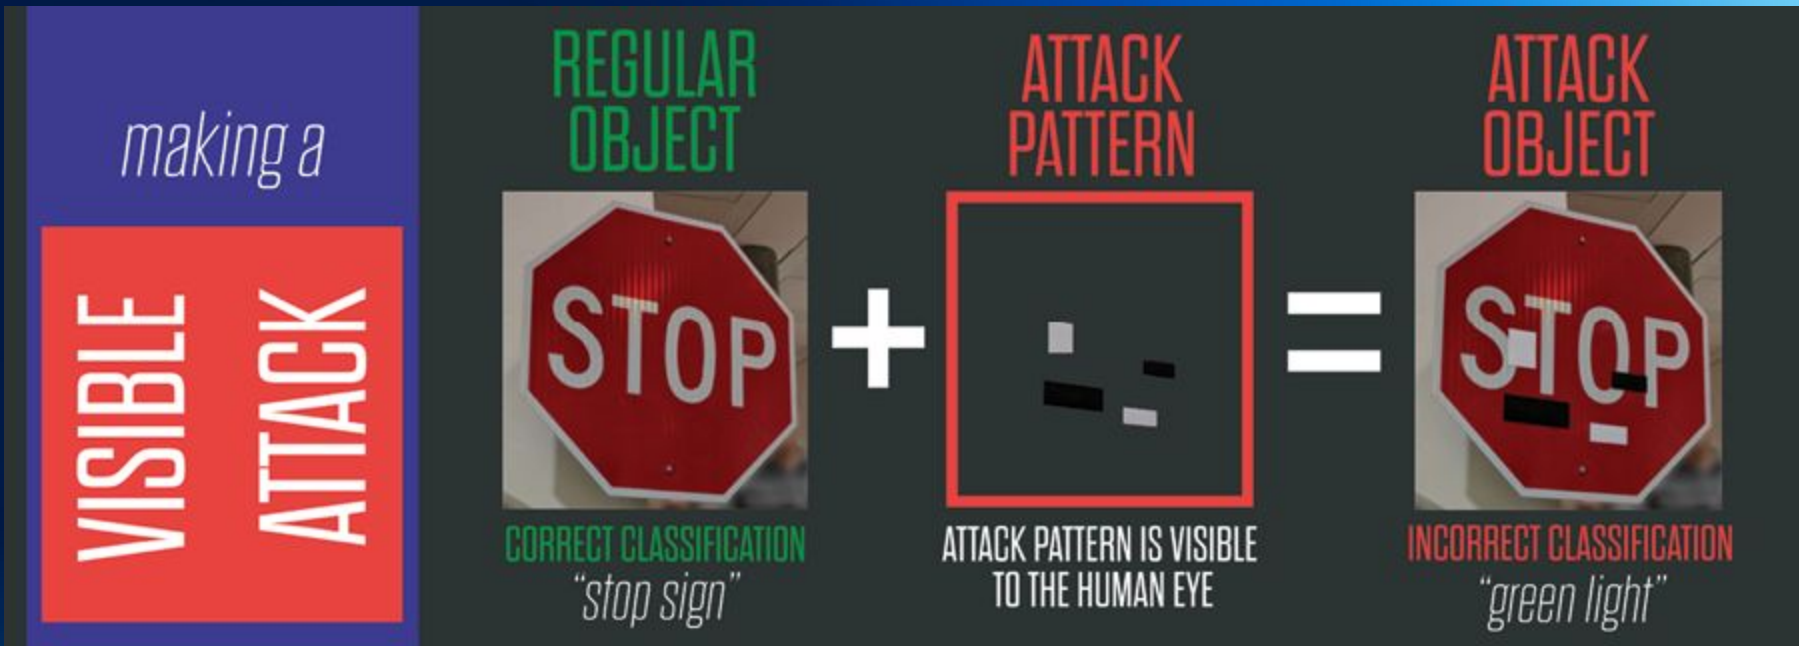 making a
VISIBLE
ATTACK
REGULAR
OBJECT
STOP
CORRECT CLASSIFICATION
"stop sign"
+
ATTACK
PATTERN
ATTACK PATTERN IS VISIBLE
TO THE HUMAN EYE
=
ATTACK
OBJECT
STOP
INCORRECT CLASSIFICATION
"green light"